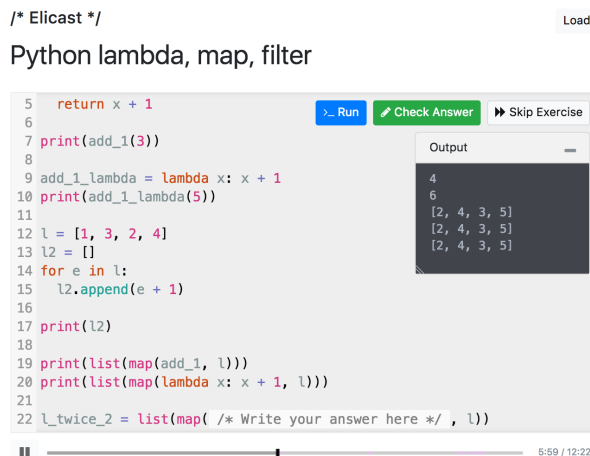 /* Elicast */
Load
Python lambda, map, filter
5 return x + 1
>_ Run
Check Answer
Skip Exercise
6
7 print(add_1(3))
Output
8
4
9 add_1_lambda = lambda x: x + 1
6
10 print(add_1_lambda(5))
[2, 4, 3, 5]
11
[2, 4, 3, 5]
12 l = [1, 3, 2, 4]
[2, 4, 3, 5]
13 l2 = []
14 for e in l:
15 l2.append(e + 1)
16
17 print(l2)
18
19 print(list(map(add_1, l)))
20 print(list(map(lambda x: x + 1, l)))
21
22 l_twice_2 = list(map( /* Write your answer here */ , l))
5:59 / 12:22